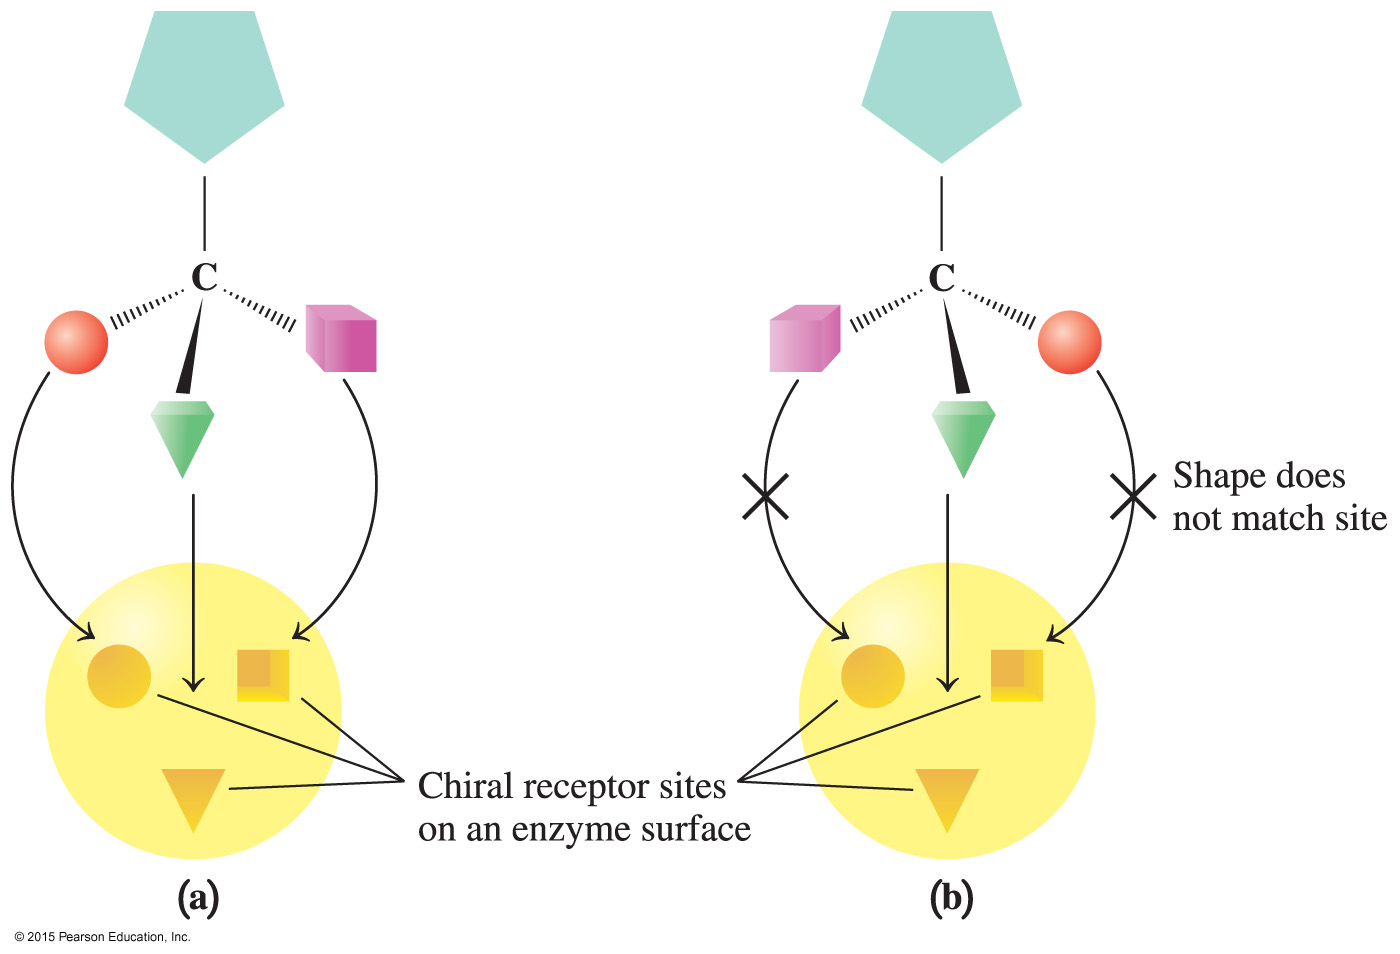 C
C
Shape does
not match site
Chiral receptor sites
on an enzyme surface
(a)
(b)
© 2015 Pearson Education, Inc.